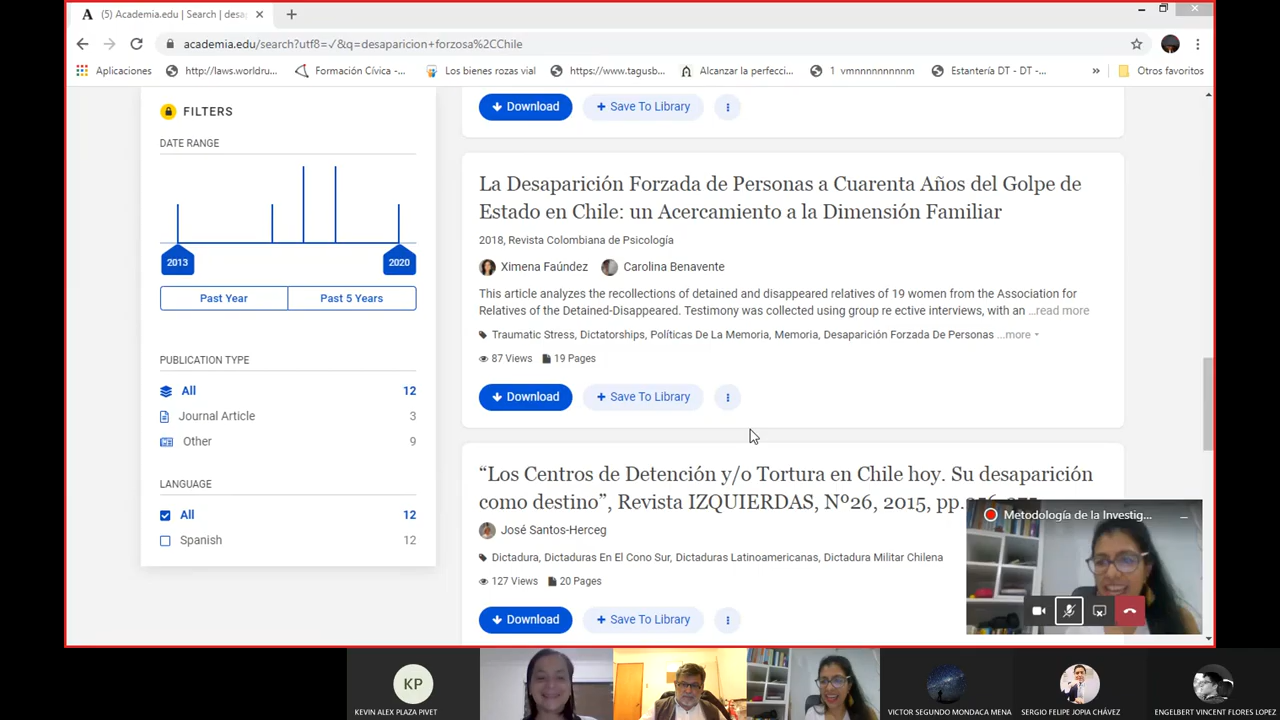 A (5) Academia.edu | Search | desap
academia.edu/search?utf8=✓&q=desaparicion+forzosa%2CChile
Aplicaciones http://laws.worldru... Formación Cívica -... Los bienes rozas vial https://www.tagusb... Alcanzar la perfecci... 1 vmnnnnnnnnm Estantería DT - DT -... » Otros favoritos
FILTERS
DATE RANGE
2013 2020
Past Year Past 5 Years
PUBLICATION TYPE
All 12
Journal Article 3
Other 9
LANGUAGE
All 12
Spanish 12
Download + Save To Library
La Desaparición Forzada de Personas a Cuarenta Años del Golpe de
Estado en Chile: un Acercamiento a la Dimensión Familiar
2018, Revista Colombiana de Psicología
Ximena Faúndez Carolina Benavente
This article analyzes the recollections of detained and disappeared relatives of 19 women from the Association for
Relatives of the Detained-Disappeared. Testimony was collected using group re ective interviews, with an ...read more
Traumatic Stress, Dictatorships, Políticas De La Memoria, Memoria, Desaparición Forzada De Personas ...more
87 Views 19 Pages
Download + Save To Library
“Los Centros de Detención y/o Tortura en Chile hoy. Su desaparición
como destino”, Revista IZQUIERDAS, Nº26, 2015, pp.
José Santos-Herceg
Dictadura, Dictaduras En El Cono Sur, Dictaduras Latinoamericanas, Dictadura Militar Chilena
127 Views 20 Pages
Download + Save To Library
Metodología de la Investig...
KP
KEVIN ALEX PLAZA PIVET
VICTOR SEGUNDO MONDACA MENA
SERGIO FELIPE JOPIA CHÁVEZ
ENGELBERT VINCENT FLORES LOPEZ